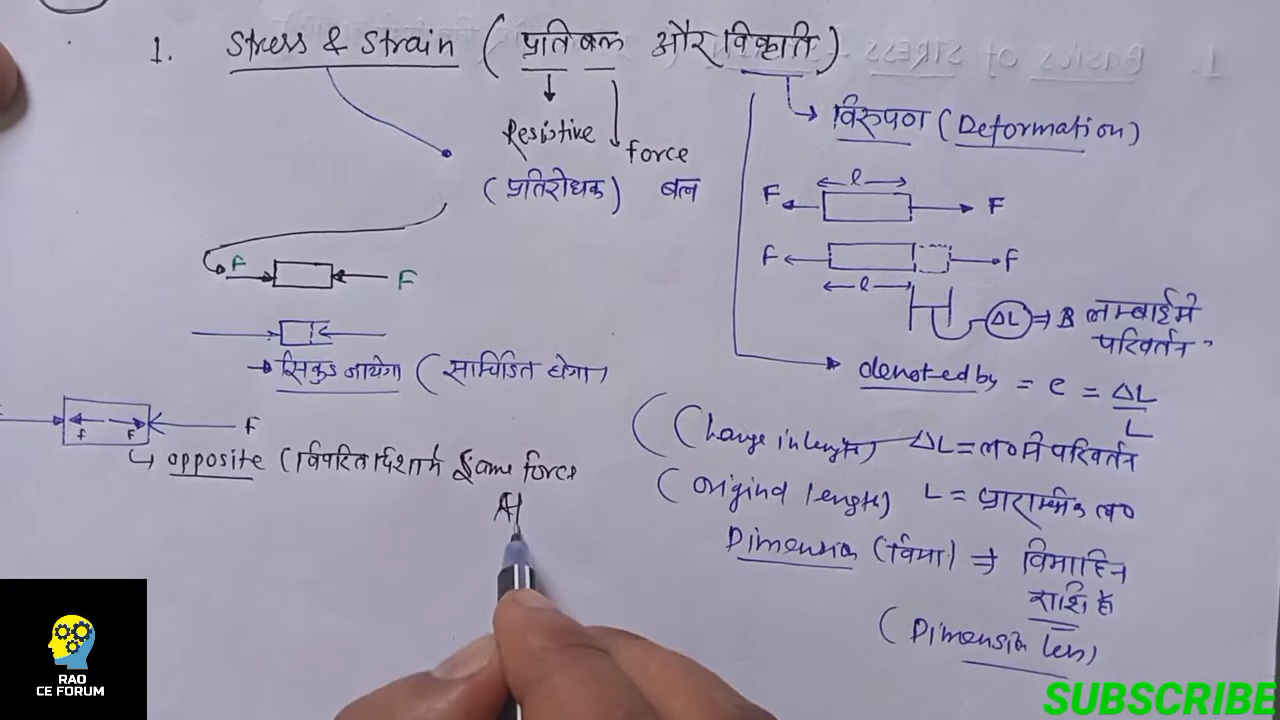 1. Stress & Strain (प्रतिबल और विकृति)
Resistive
force
(प्रतिरोधक) बल
F F
→ सिकुड जायेगा (
F
f F
↳ opposite (विपरित दिशा में Same force
→ विरुपण (Deformation)
l
F F
F F
l
ΔL ⇒ लम्बाई में
परिवर्तन
denoted by = e = ΔL
L
(Change in length) ΔL = ल० मे परिवर्तन
(original length) L = प्रारम्भिक ल०
Dimension (विमा) ⇒ विमाहिन
राशि है
(Dimension less)
RAO
CE FORUM
SUBSCRIBE